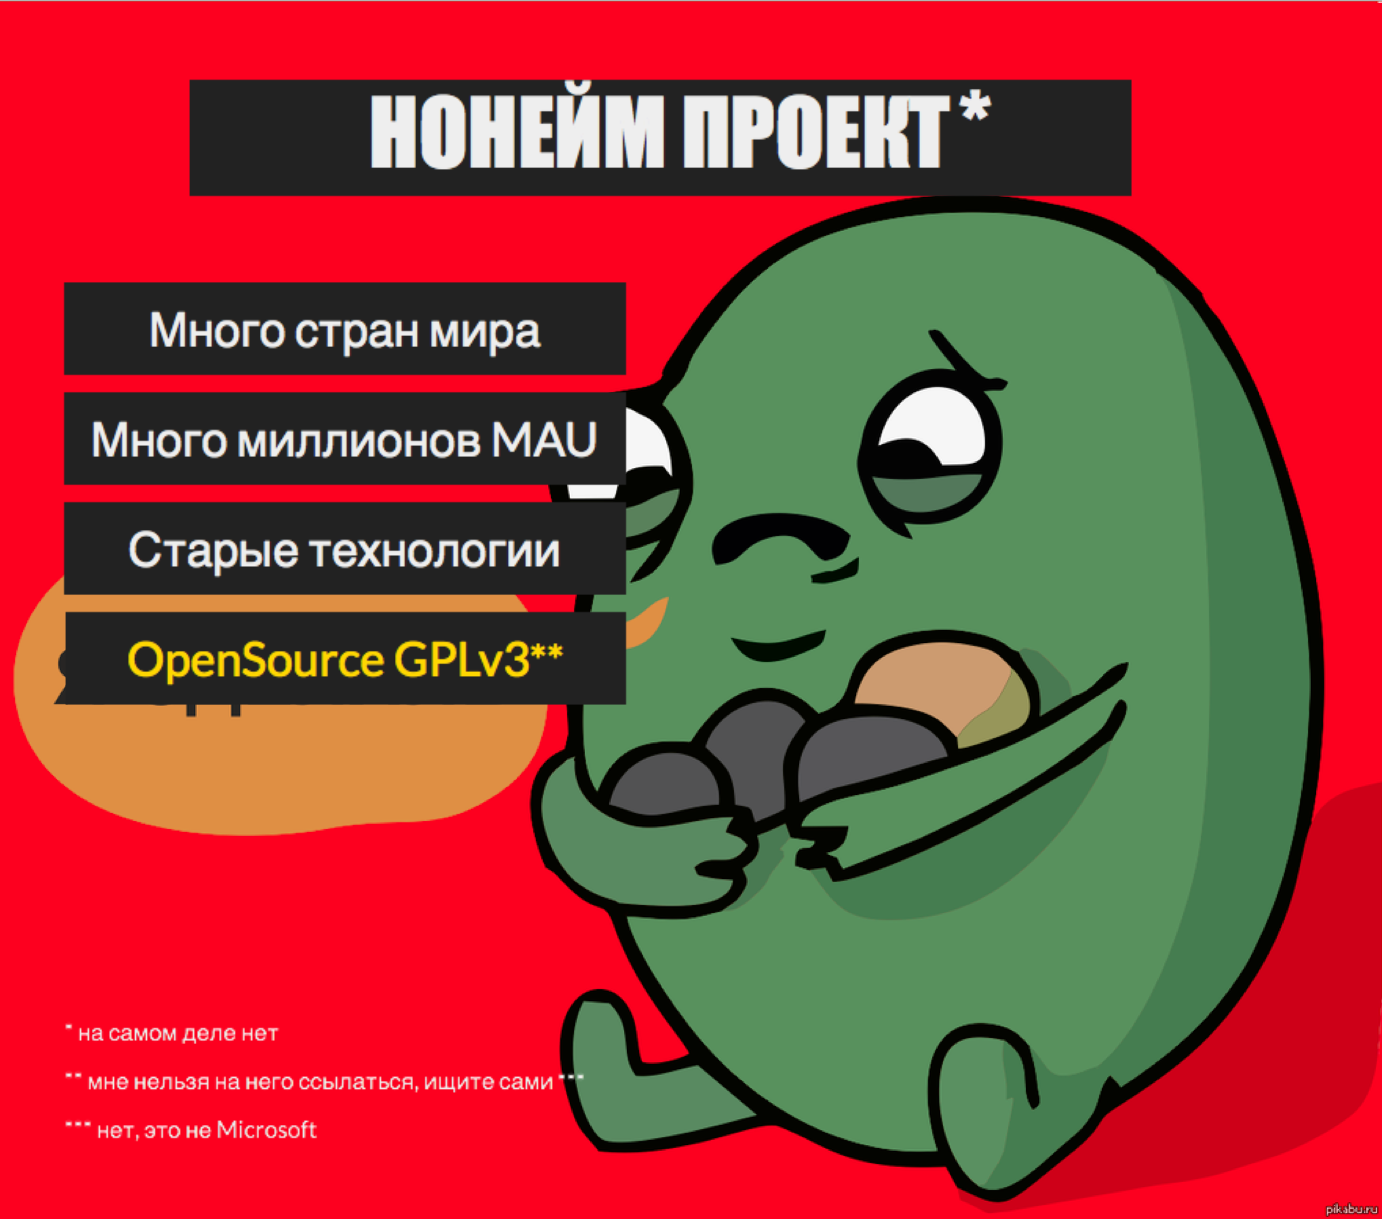 НОНЕЙМ ПРОЕКТ*
Много стран мира
Много миллионов MAU
Старые технологии
OpenSource GPLv3**
* на самом деле нет
** мне нельзя на него ссылаться, ищите сами ***
*** нет, это не Microsoft
pikabu.ru